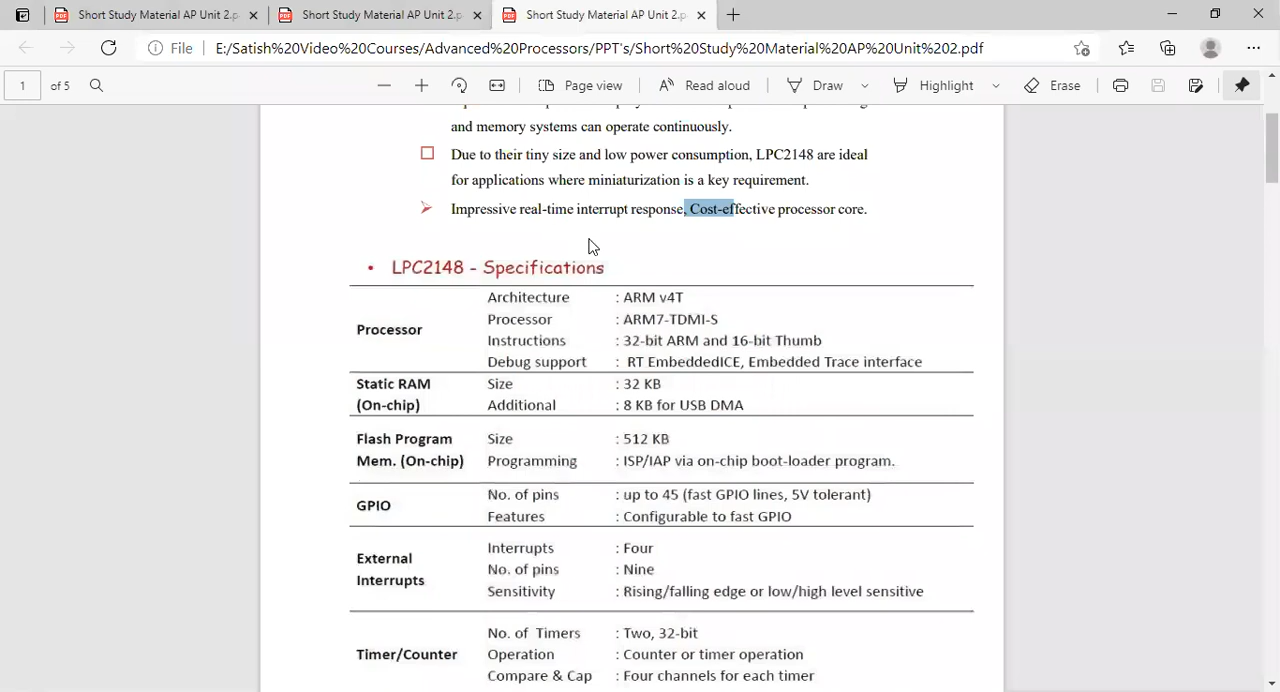 Short Study Material AP Unit 2.p
Short Study Material AP Unit 2.p
Short Study Material AP Unit 2.p
File
E:/Satish%20Video%20Courses/Advanced%20Processors/PPT's/Short%20Study%20Material%20AP%20Unit%202.pdf
1 of 5
Page view
Read aloud
Draw
Highlight
Erase
and memory systems can operate continuously.
Due to their tiny size and low power consumption, LPC2148 are ideal
for applications where miniaturization is a key requirement.
Impressive real-time interrupt response, Cost-effective processor core.
• LPC2148 - Specifications
Processor
Architecture : ARM v4T
Processor : ARM7-TDMI-S
Instructions : 32-bit ARM and 16-bit Thumb
Debug support : RT EmbeddedICE, Embedded Trace interface
Static RAM
(On-chip)
Size : 32 KB
Additional : 8 KB for USB DMA
Flash Program
Mem. (On-chip)
Size : 512 KB
Programming : ISP/IAP via on-chip boot-loader program.
GPIO
No. of pins : up to 45 (fast GPIO lines, 5V tolerant)
Features : Configurable to fast GPIO
External
Interrupts
Interrupts : Four
No. of pins : Nine
Sensitivity : Rising/falling edge or low/high level sensitive
Timer/Counter
No. of Timers : Two, 32-bit
Operation : Counter or timer operation
Compare & Cap : Four channels for each timer